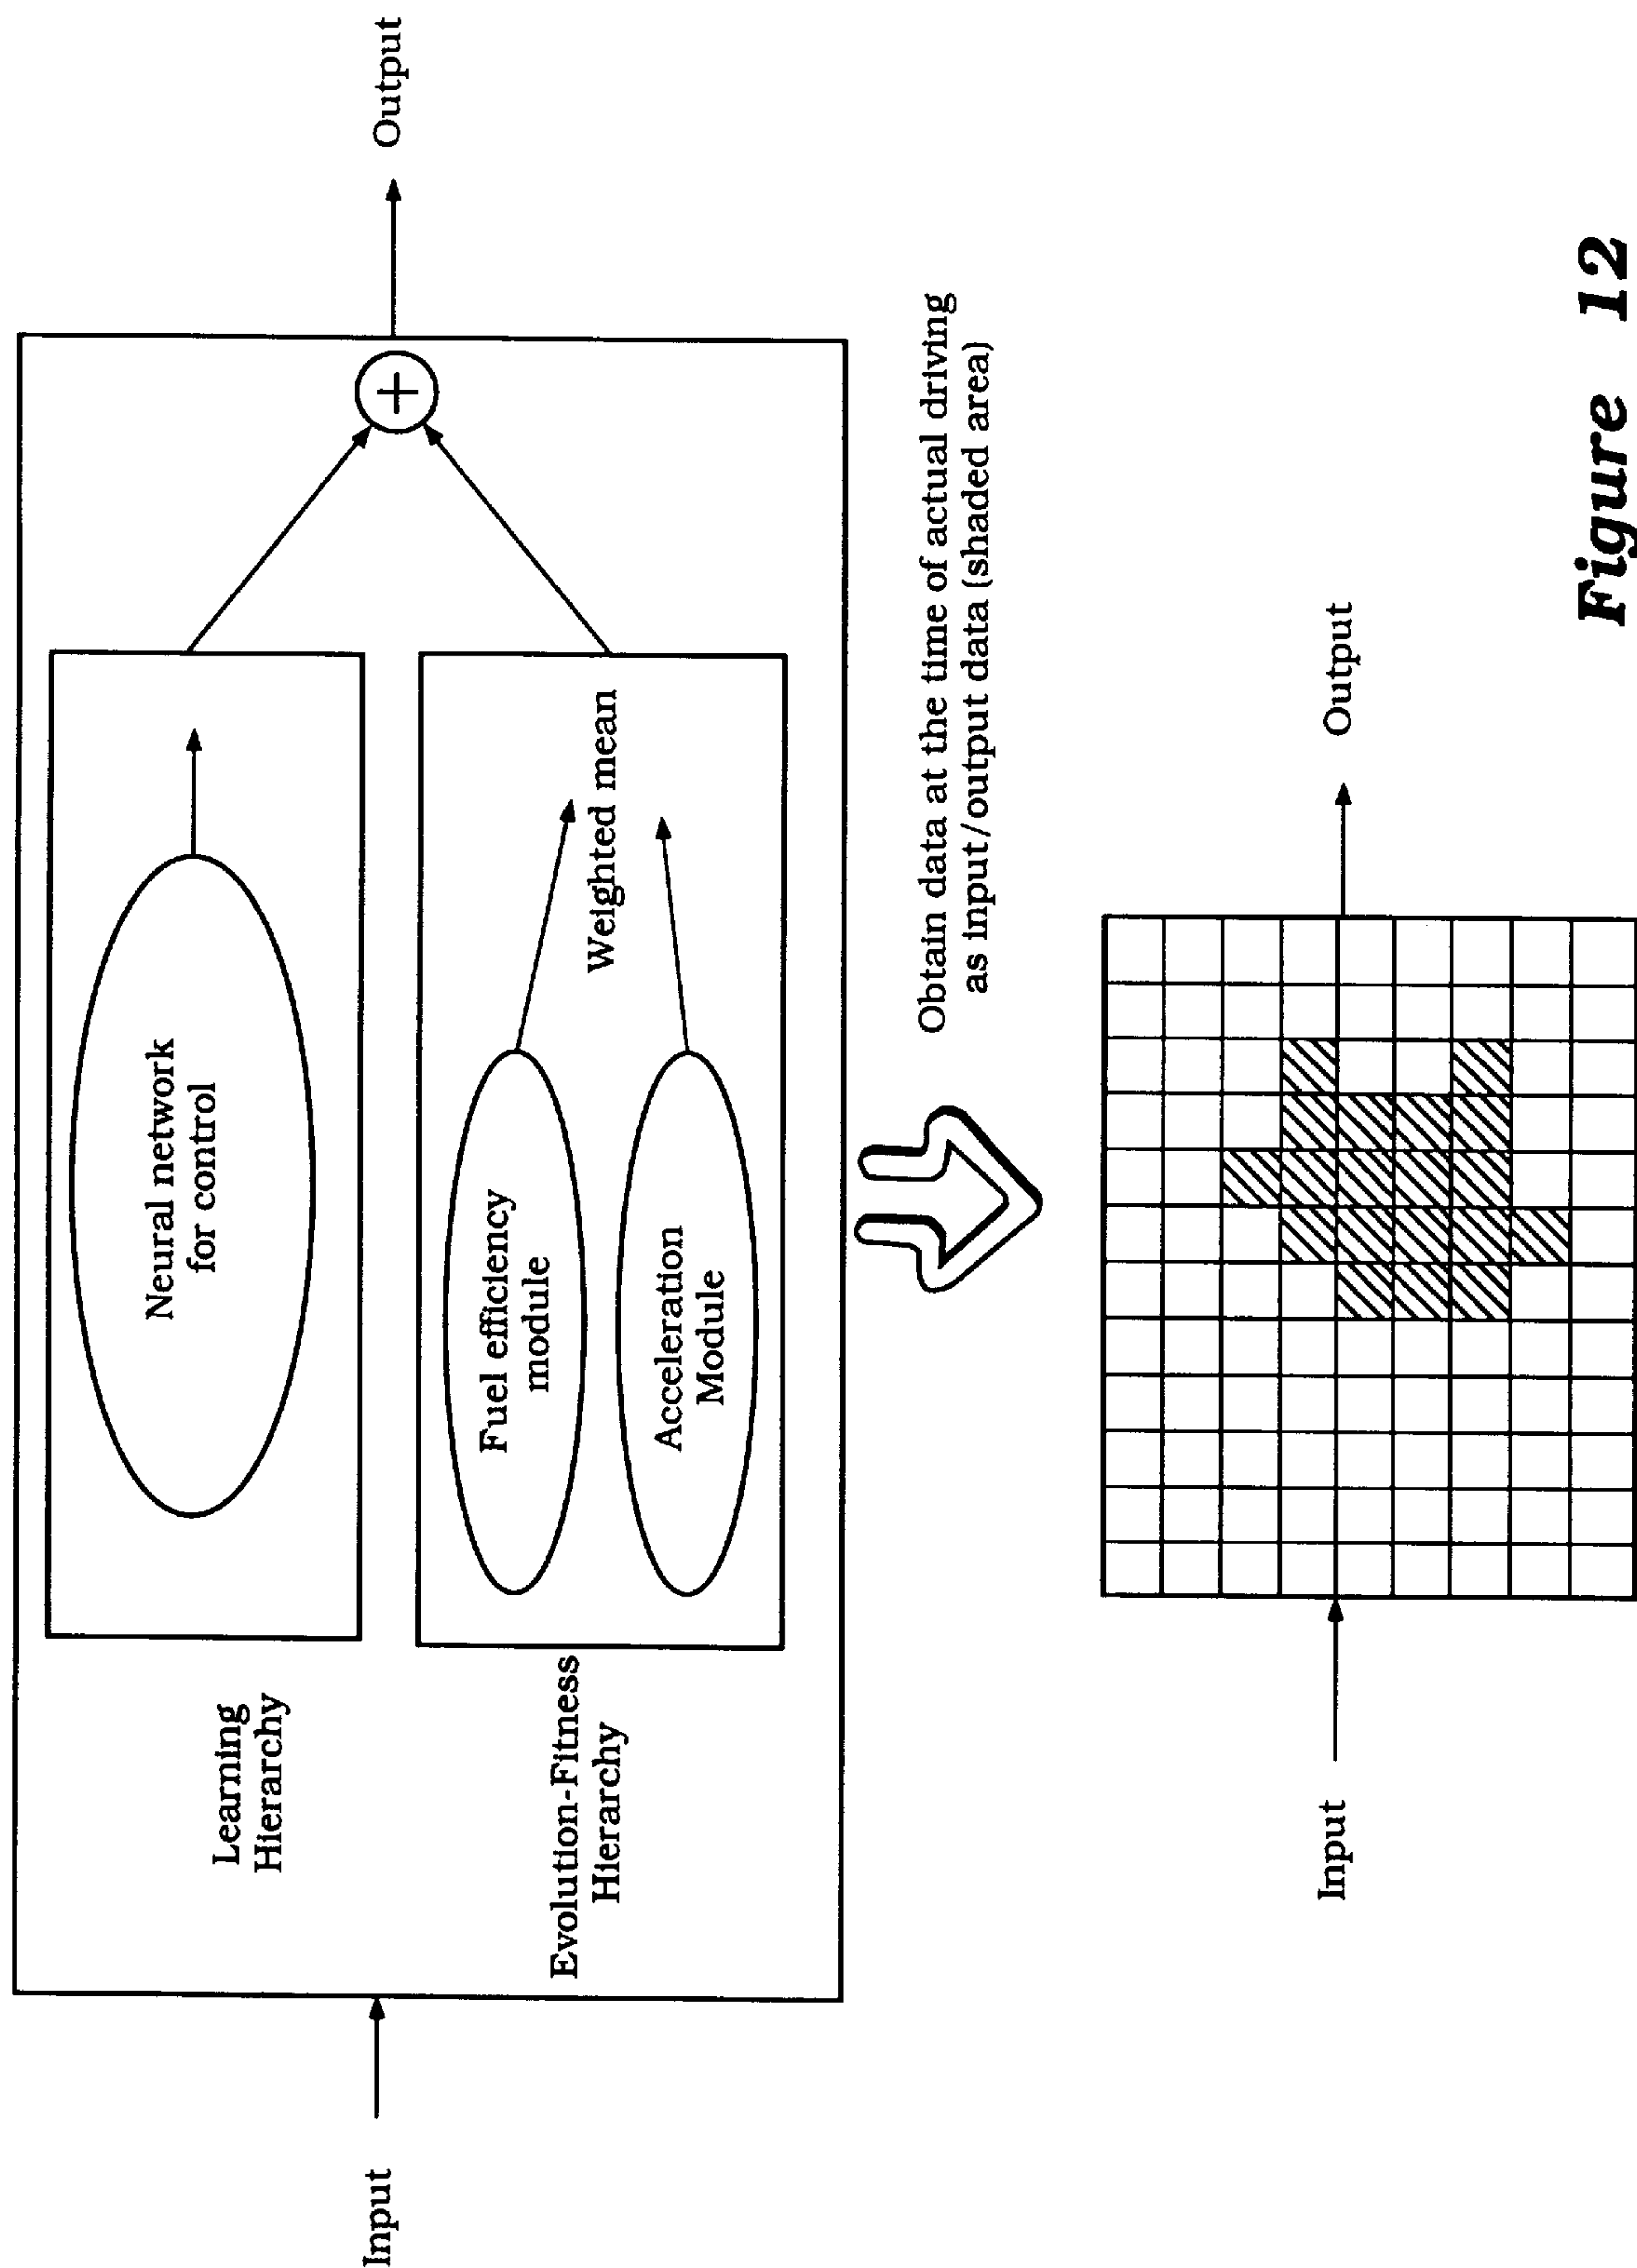 Input
Learning
Hierarchy
Neural network
for control
Evolution-Fitness
Hierarchy
Fuel efficiency
module
Acceleration
Module
Weighted mean
+
Output
Obtain data at the time of actual driving
as input/output data (shaded area)
Input
Output
Figure 12